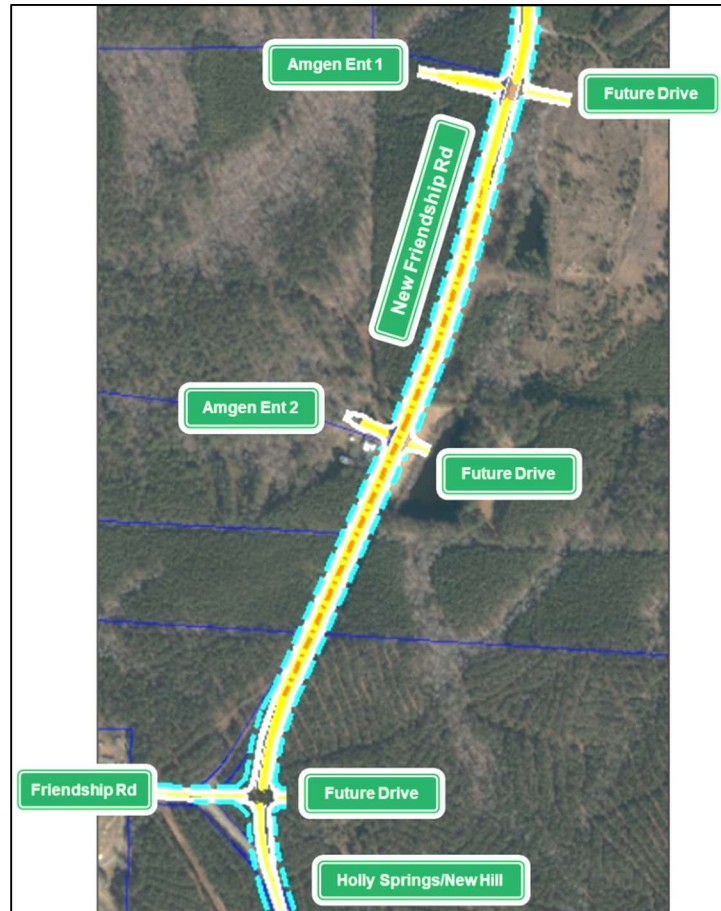 Amgen Ent 1
Future Drive
New Friendship Rd
Amgen Ent 2
Future Drive
Friendship Rd
Future Drive
Holly Springs/New Hill